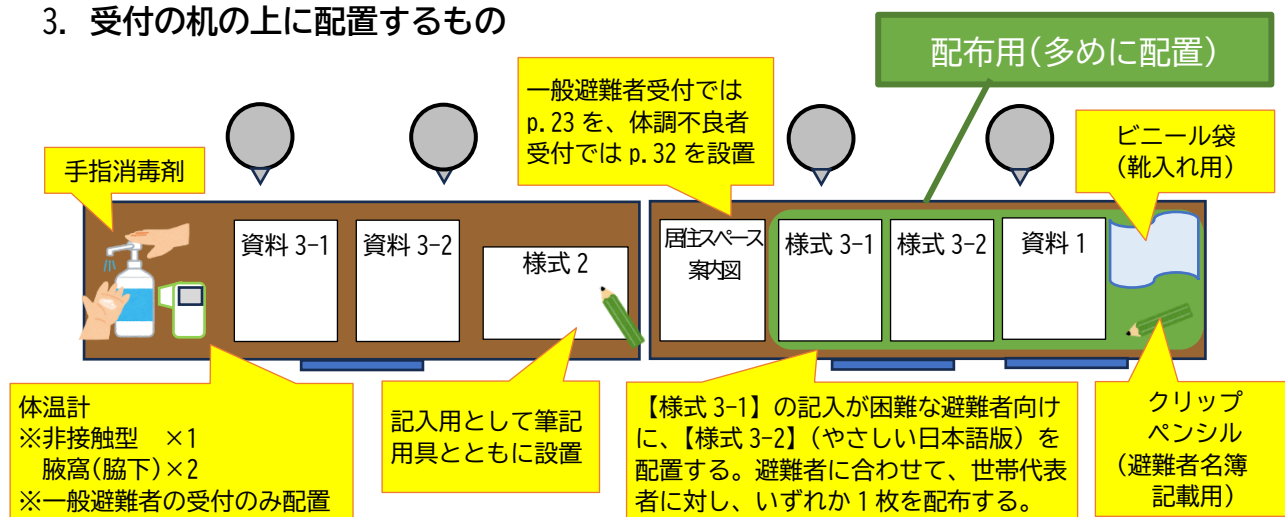 3. 受付の机の上に配置するもの
配布用(多めに配置)
一般避難者受付では
p.23 を、体調不良者
受付では p.32 を設置
ビニール袋
(靴入れ用)
手指消毒剤
資料 3-1
資料 3-2
様式 2
居住スペース
案内図
様式 3-1
様式 3-2
資料 1
体温計
※非接触型 ×1
腋窩(脇下)×2
※一般避難者の受付のみ配置
記入用として筆記
用具とともに設置
【様式 3-1】の記入が困難な避難者向け
に、【様式 3-2】(やさしい日本語版)を
配置する。避難者に合わせて、世帯代表
者に対し、いずれか 1 枚を配布する。
クリップ
ペンシル
(避難者名簿
記載用)